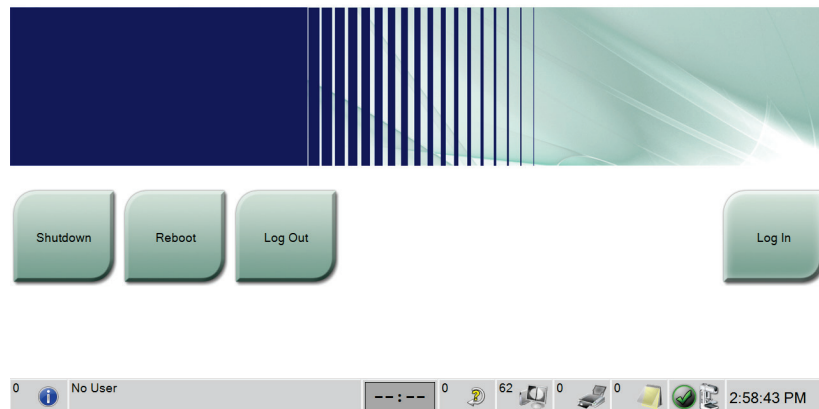 Shutdown
Reboot
Log Out
Log In
0
No User
--:--
0
62
0
0
2:58:43 PM